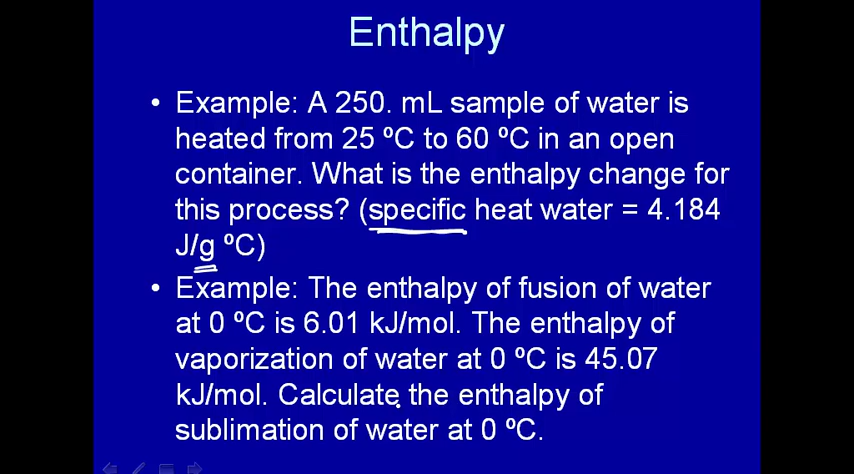 Enthalpy
• Example: A 250. mL sample of water is
heated from 25 ºC to 60 ºC in an open
container. What is the enthalpy change for
this process? (specific heat water = 4.184
J/g ºC)
• Example: The enthalpy of fusion of water
at 0 ºC is 6.01 kJ/mol. The enthalpy of
vaporization of water at 0 ºC is 45.07
kJ/mol. Calculate the enthalpy of
sublimation of water at 0 ºC.